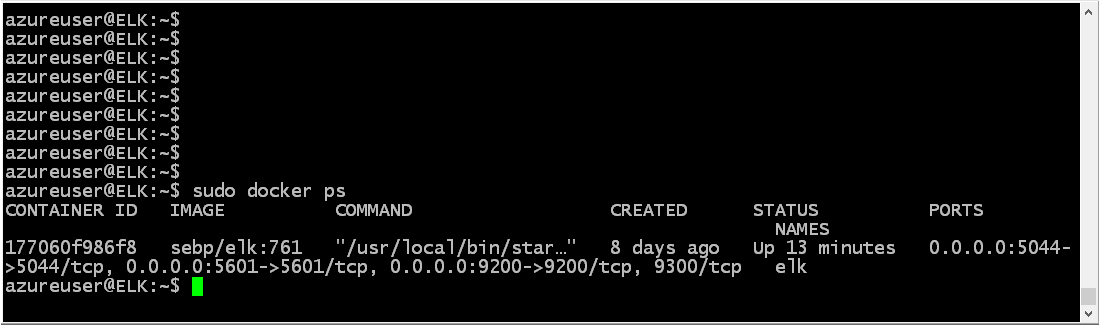 azureuser@ELK:~$
azureuser@ELK:~$
azureuser@ELK:~$
azureuser@ELK:~$
azureuser@ELK:~$
azureuser@ELK:~$
azureuser@ELK:~$
azureuser@ELK:~$
azureuser@ELK:~$
azureuser@ELK:~$ sudo docker ps
CONTAINER ID   IMAGE          COMMAND                  CREATED      STATUS          PORTS
                                                                      NAMES
177060f986f8   sebp/elk:761   "/usr/local/bin/star…"   8 days ago   Up 13 minutes   0.0.0.0:5044-
>5044/tcp, 0.0.0.0:5601->5601/tcp, 0.0.0.0:9200->9200/tcp, 9300/tcp   elk
azureuser@ELK:~$